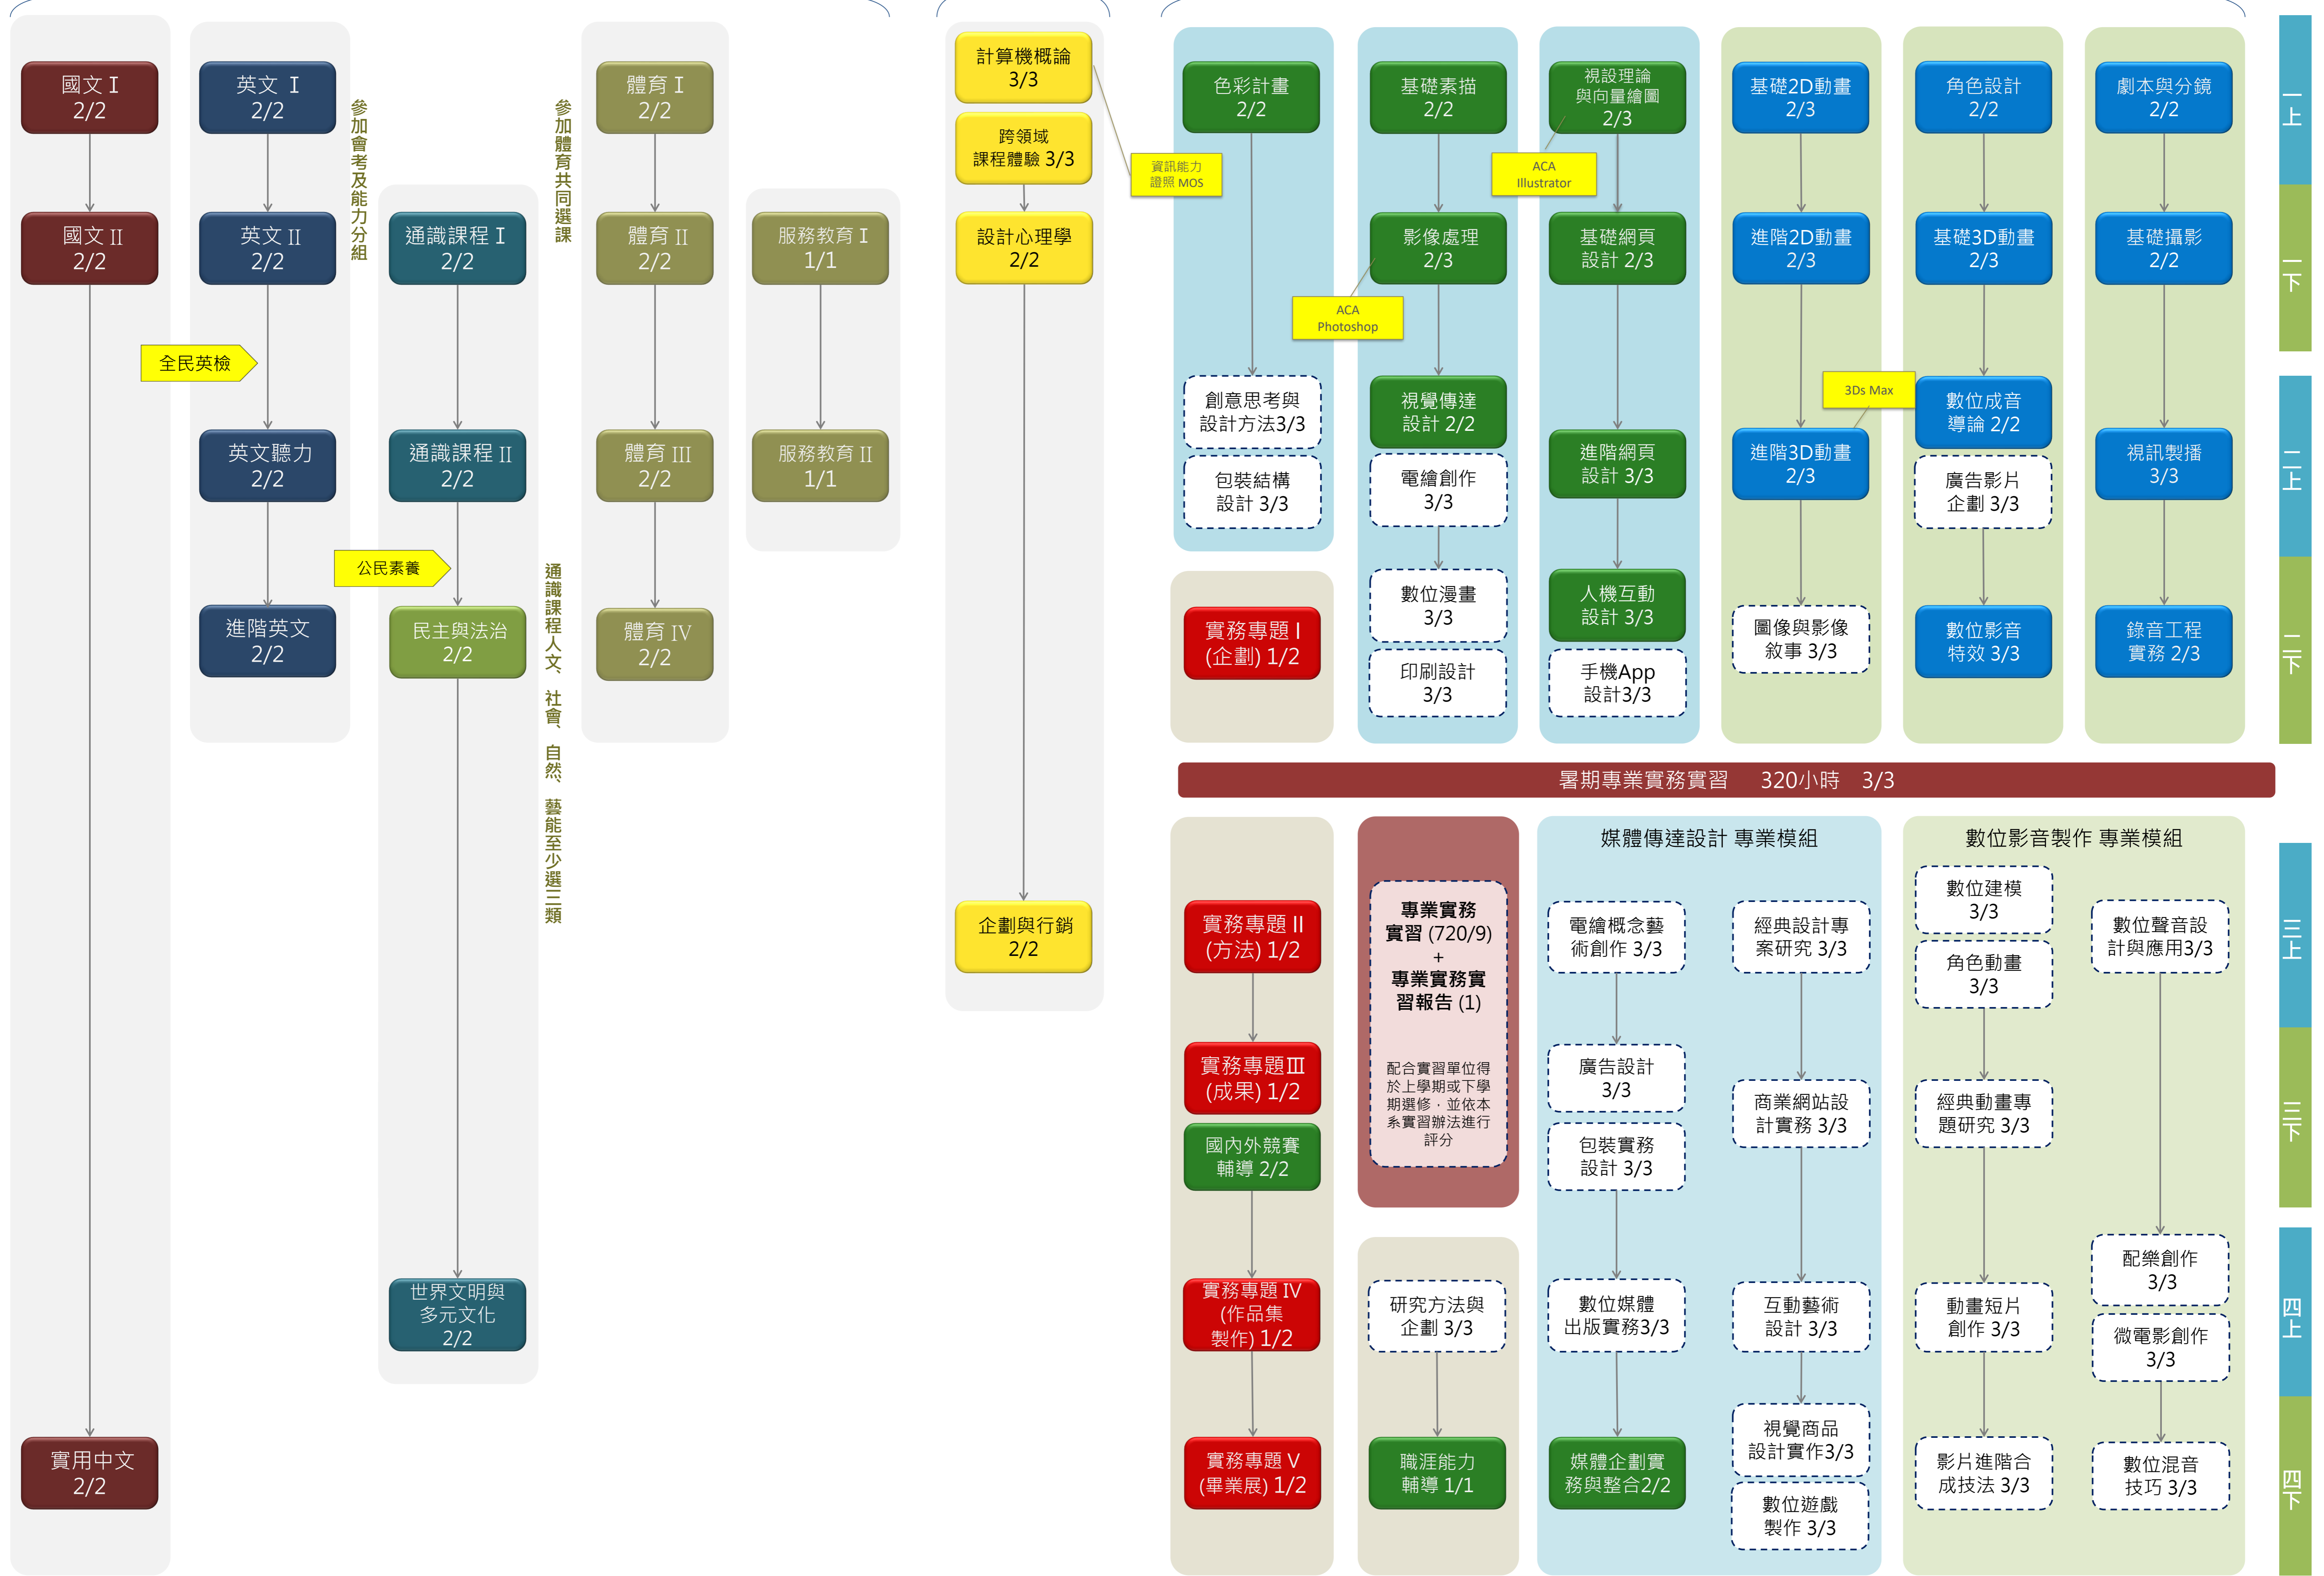 國文 I
2/2
國文 II
2/2
實用中文
2/2
英文 I
2/2
英文 II
2/2
全民英檢
英文聽力
2/2
進階英文
2/2
參加會考及能力分組
通識課程 I
2/2
通識課程 II
2/2
公民素養
民主與法治
2/2
世界文明與
多元文化
2/2
參加體育共同選課
通識課程人文、社會、自然、藝能至少選三類
體育 I
2/2
體育 II
2/2
體育 III
2/2
體育 IV
2/2
服務教育 I
1/1
服務教育 II
1/1
計算機概論
3/3
跨領域
課程體驗 3/3
設計心理學
2/2
企劃與行銷
2/2
資訊能力
證照 MOS
色彩計畫
2/2
創意思考與
設計方法3/3
包裝結構
設計 3/3
實務專題 I
(企劃) 1/2
基礎素描
2/2
影像處理
2/3
ACA
Photoshop
視覺傳達
設計 2/2
電繪創作
3/3
數位漫畫
3/3
印刷設計
3/3
視設理論
與向量繪圖
2/3
ACA
Illustrator
基礎網頁
設計 2/3
進階網頁
設計 3/3
人機互動
設計 3/3
手機App
設計3/3
基礎2D動畫
2/3
進階2D動畫
2/3
3Ds Max
進階3D動畫
2/3
圖像與影像
敘事 3/3
角色設計
2/2
基礎3D動畫
2/3
數位成音
導論 2/2
廣告影片
企劃 3/3
數位影音
特效 3/3
劇本與分鏡
2/2
基礎攝影
2/2
視訊製播
3/3
錄音工程
實務 2/3
一上
一下
二上
二下
暑期專業實務實習 320小時 3/3
實務專題 II
(方法) 1/2
實務專題Ⅲ
(成果) 1/2
國內外競賽
輔導 2/2
實務專題 IV
(作品集
製作) 1/2
實務專題 V
(畢業展) 1/2
專業實務
實習 (720/9)
+
專業實務實
習報告 (1)
配合實習單位得
於上學期或下學
期選修，並依本
系實習辦法進行
評分
研究方法與
企劃 3/3
職涯能力
輔導 1/1
媒體傳達設計 專業模組
電繪概念藝
術創作 3/3
廣告設計
3/3
包裝實務
設計 3/3
數位媒體
出版實務3/3
媒體企劃實
務與整合2/2
經典設計專
案研究 3/3
商業網站設
計實務 3/3
互動藝術
設計 3/3
視覺商品
設計實作3/3
數位遊戲
製作 3/3
數位影音製作 專業模組
數位建模
3/3
角色動畫
3/3
經典動畫專
題研究 3/3
動畫短片
創作 3/3
影片進階合
成技法 3/3
數位聲音設
計與應用3/3
配樂創作
3/3
微電影創作
3/3
數位混音
技巧 3/3
三上
三下
四上
四下